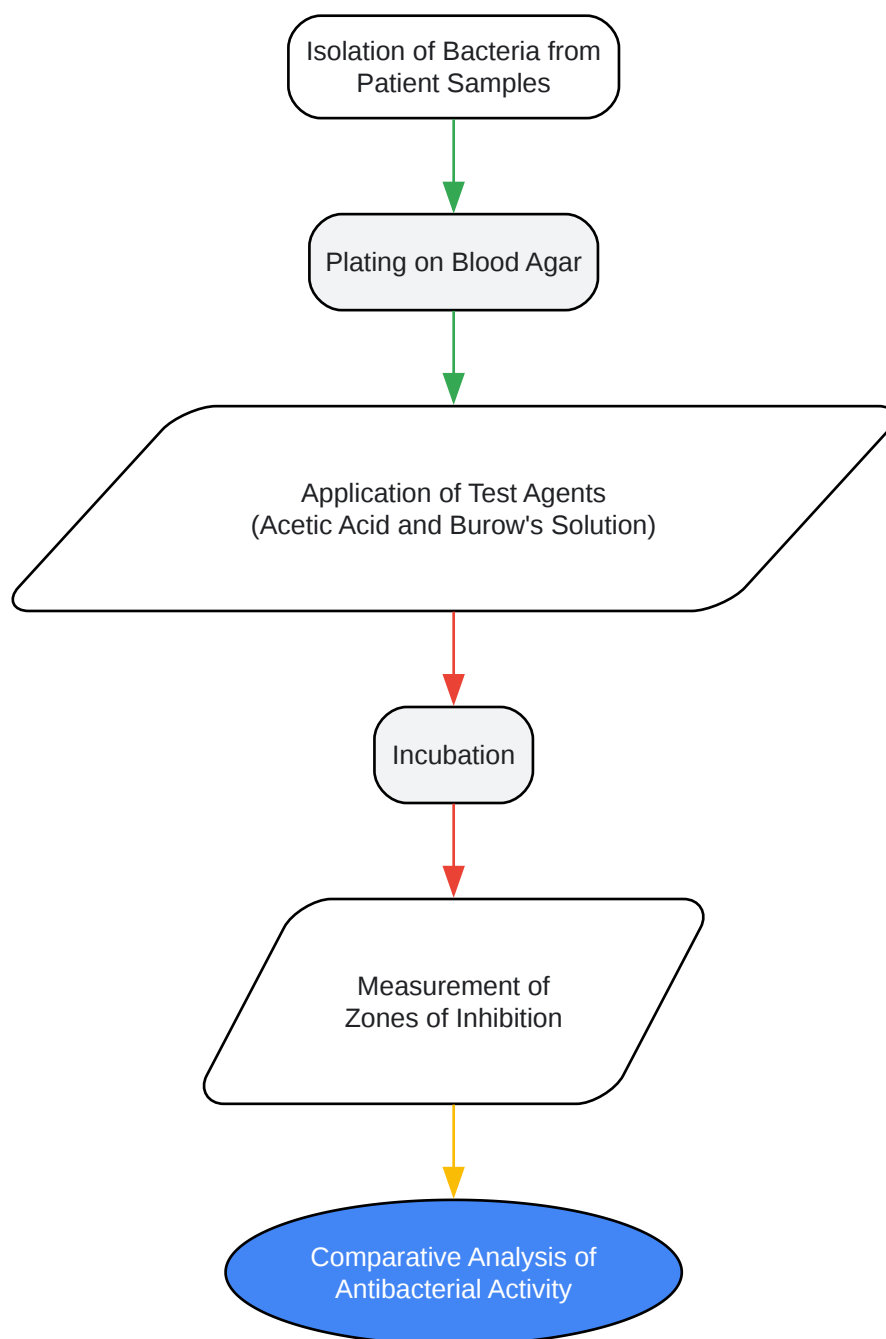 Isolation of Bacteria from
Patient Samples
Plating on Blood Agar
Application of Test Agents
(Acetic Acid and Burow's Solution)
Incubation
Measurement of
Zones of Inhibition
Comparative Analysis of
Antibacterial Activity